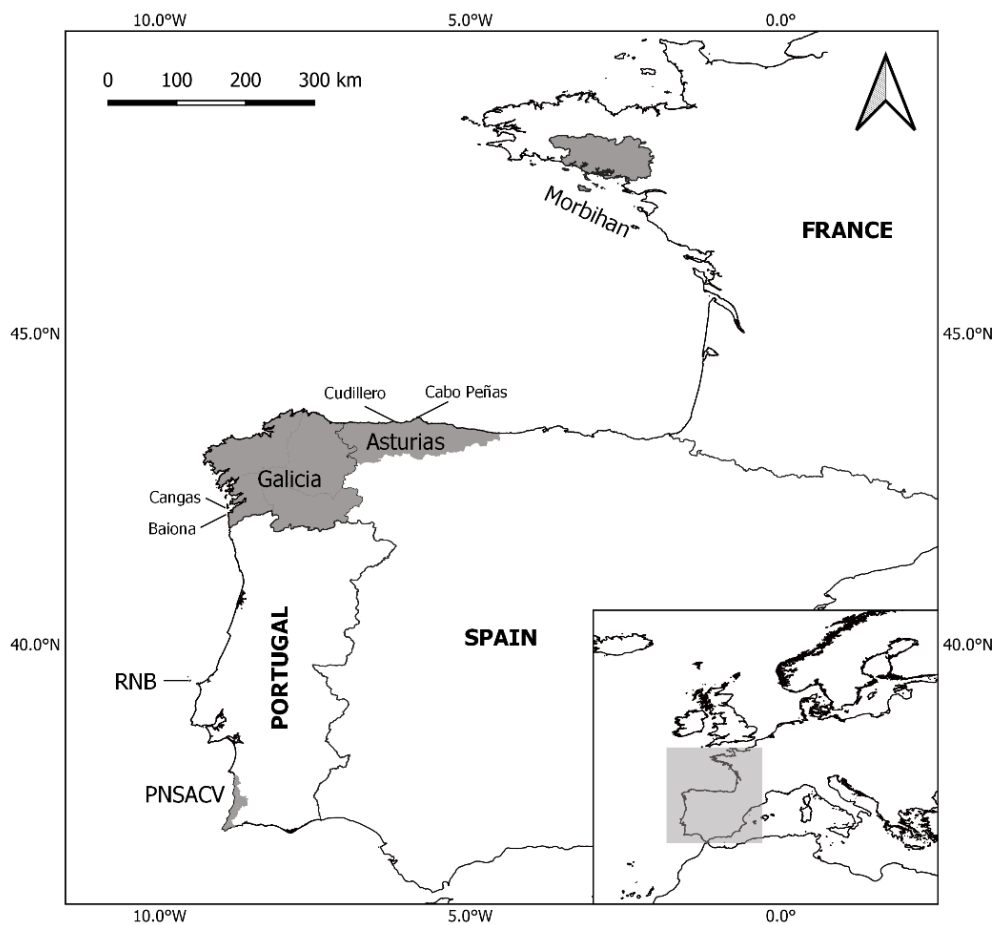 10.0°W 5.0°W 0.0°
0 100 200 300 km
Morbihan
FRANCE
45.0°N 45.0°N
Cudillero Cabo Peñas
Asturias
Galicia
Cangas
Baiona
PORTUGAL
SPAIN
40.0°N 40.0°N
RNB
PNSACV
10.0°W 5.0°W 0.0°